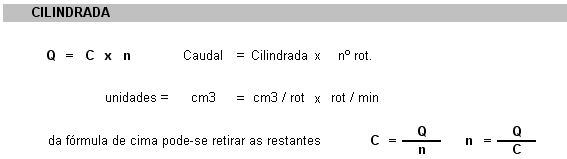 CILINDRADA
Q = C x n Caudal = Cilindrada x nº rot.
unidades = cm3 = cm3 / rot x rot / min
da fórmula de cima pode-se retirar as restantes C = Q / n n = Q / C